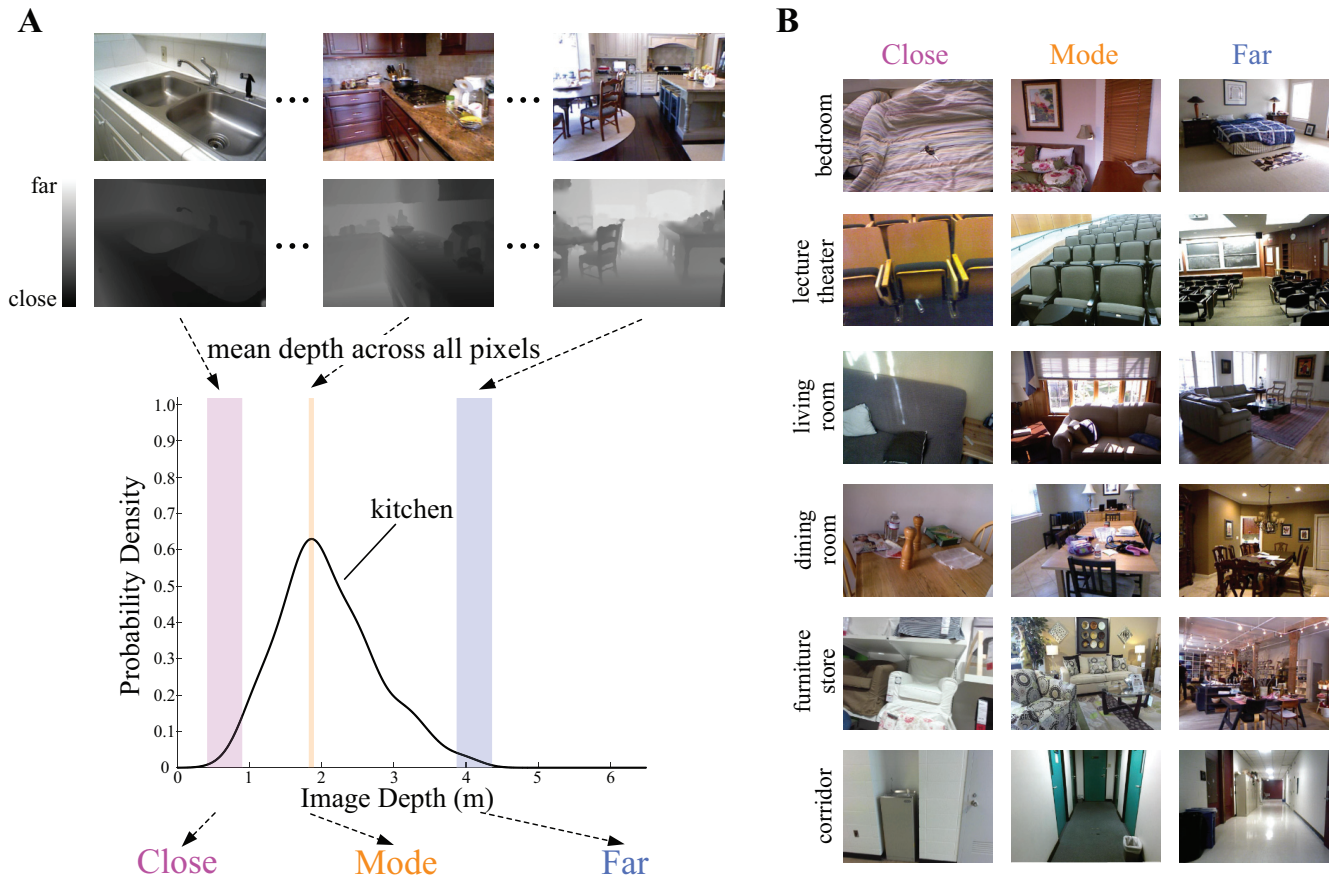 A
far
close
mean depth across all pixels
Probability Density
1.0
0.9
0.8
0.7
0.6
0.5
0.4
0.3
0.2
0.1
0
kitchen
0 1 2 3 4 5 6
Image Depth (m)
Close Mode Far
B
Close Mode Far
bedroom
lecture
theater
living
room
dining
room
furniture
store
corridor